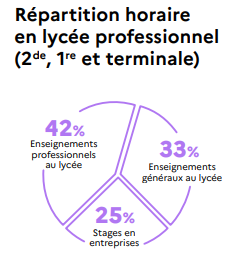 Répartition horaire
en lycée professionnel
(2de, 1re et terminale)
42%
Enseignements
professionnels
au lycée
33%
Enseignements
généraux au lycée
25%
Stages en
entreprises